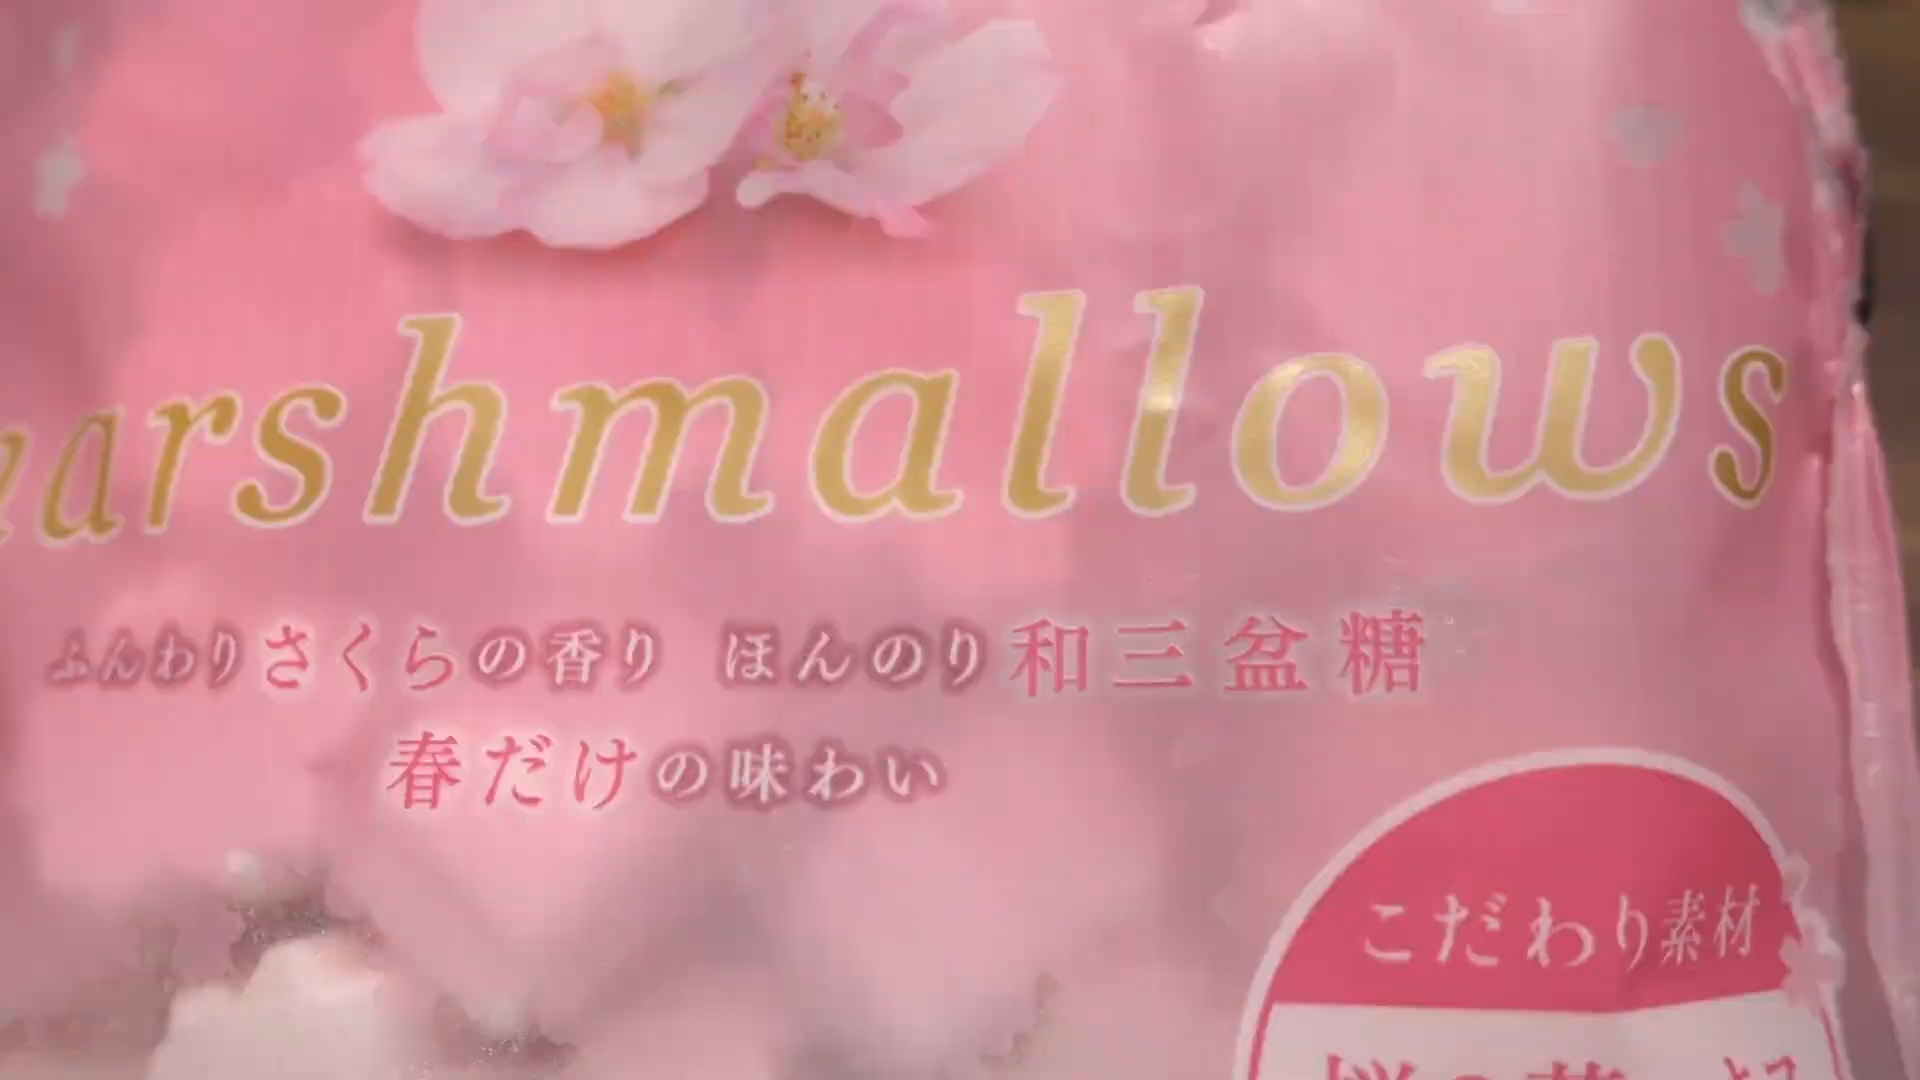 marshmallows
ふんわりさくらの香り ほんのり和三盆糖
春だけの味わい
こだわり素材